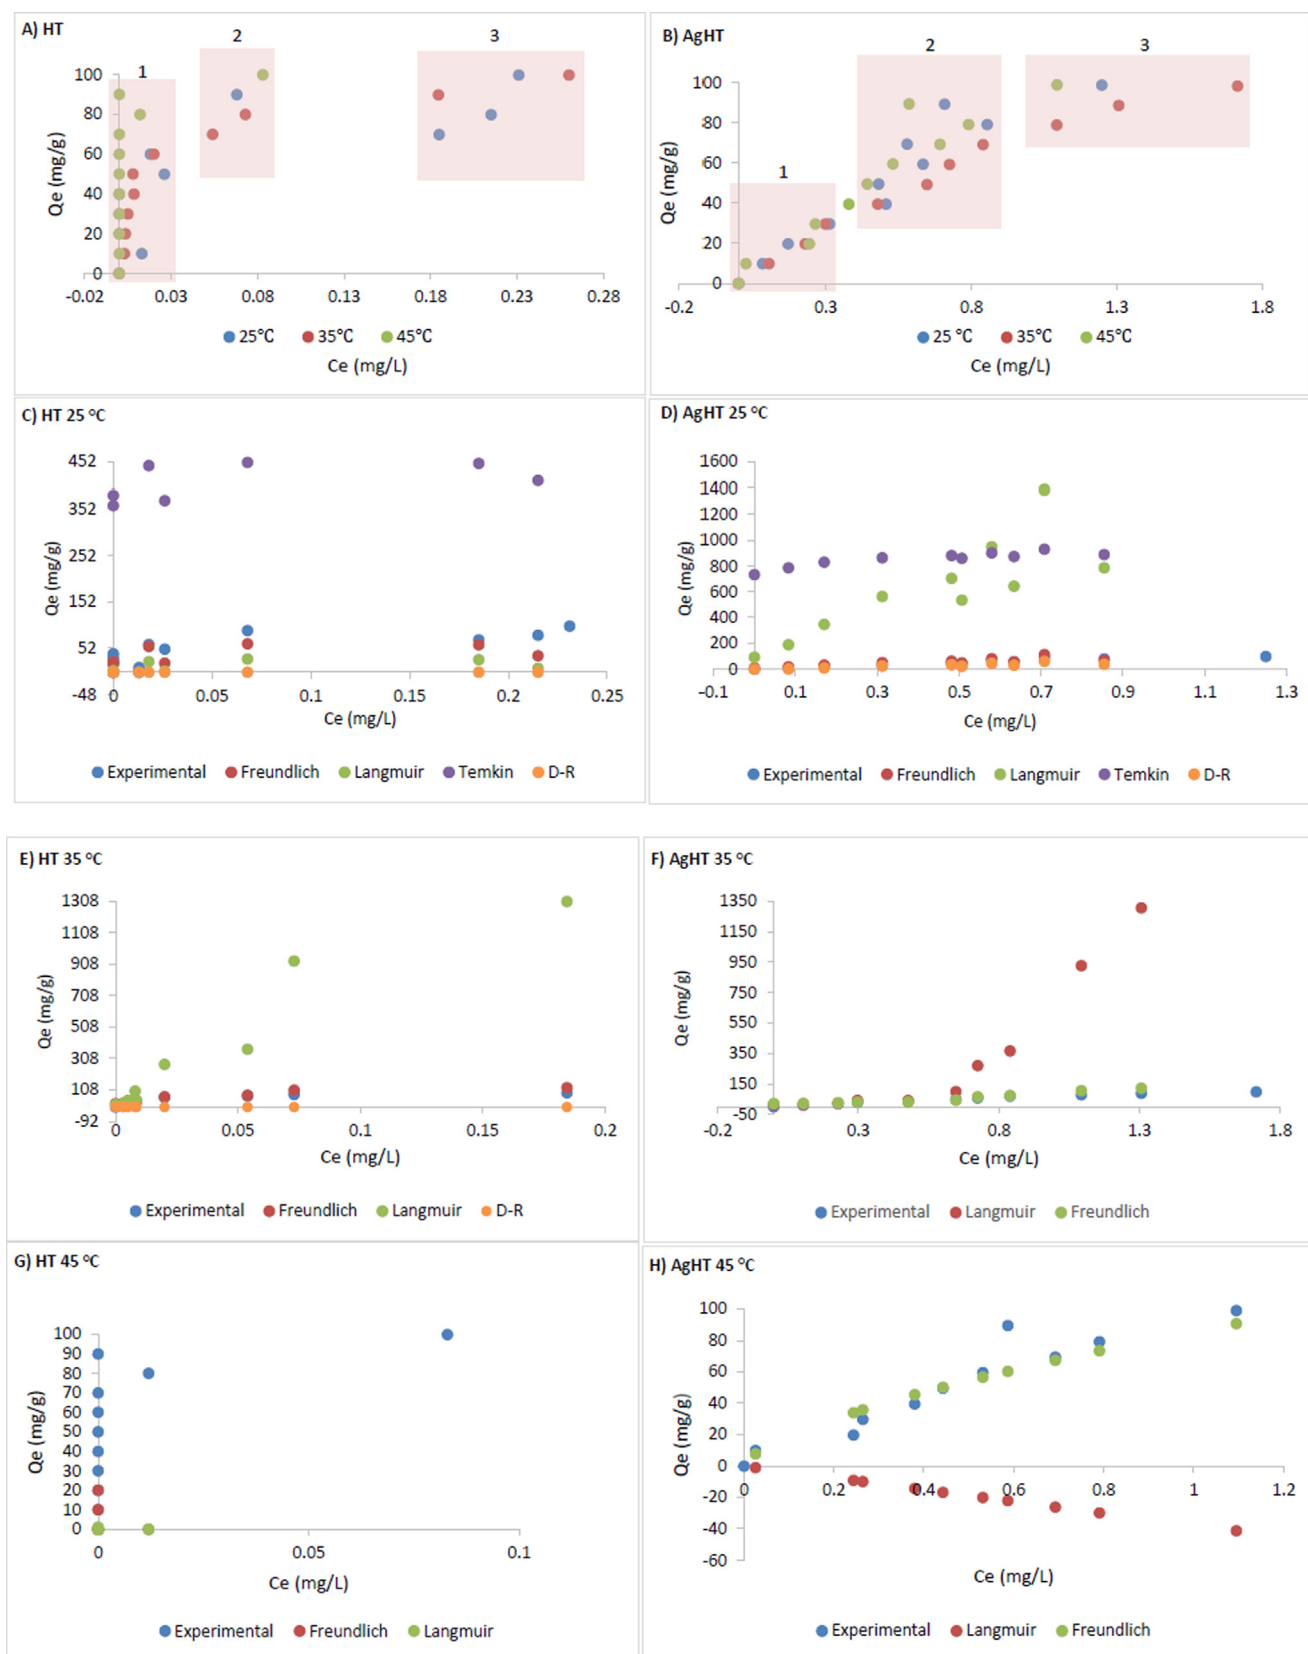 A) HT
1
2
3
100
80
60
40
20
0
Qe (mg/g)
-0.02 0.03 0.08 0.13 0.18 0.23 0.28
25°C 35°C 45°C
Ce (mg/L)
B) AgHT
1
2
3
100
80
60
40
20
0
Qe (mg/g)
-0.2 0.3 0.8 1.3 1.8
25 °C 35°C 45°C
Ce (mg/L)
C) HT 25 °C
452
352
252
152
52
-48
Qe (mg/g)
0 0.05 0.1 0.15 0.2 0.25
Ce (mg/L)
Experimental Freundlich Langmuir Temkin D-R
D) AgHT 25 °C
1600
1400
1200
1000
800
600
400
200
0
Qe (mg/g)
-0.1 0.1 0.3 0.5 0.7 0.9 1.1 1.3
Ce (mg/L)
Experimental Freundlich Langmuir Temkin D-R
E) HT 35 °C
1308
1108
908
708
508
308
108
-92
Qe (mg/g)
0 0.05 0.1 0.15 0.2
Ce (mg/L)
Experimental Freundlich Langmuir D-R
F) AgHT 35 °C
1350
1150
950
750
550
350
150
-50
Qe (mg/g)
-0.2 0.3 0.8 1.3 1.8
Ce (mg/L)
Experimental Langmuir Freundlich
G) HT 45 °C
100
90
80
70
60
50
40
30
20
10
0
Qe (mg/g)
0 0.05 0.1
Ce (mg/L)
Experimental Freundlich Langmuir
H) AgHT 45 °C
100
80
60
40
20
0
-20
-40
-60
Qe (mg/g)
0 0.2 0.4 0.6 0.8 1 1.2
Ce (mg/L)
Experimental Langmuir Freundlich